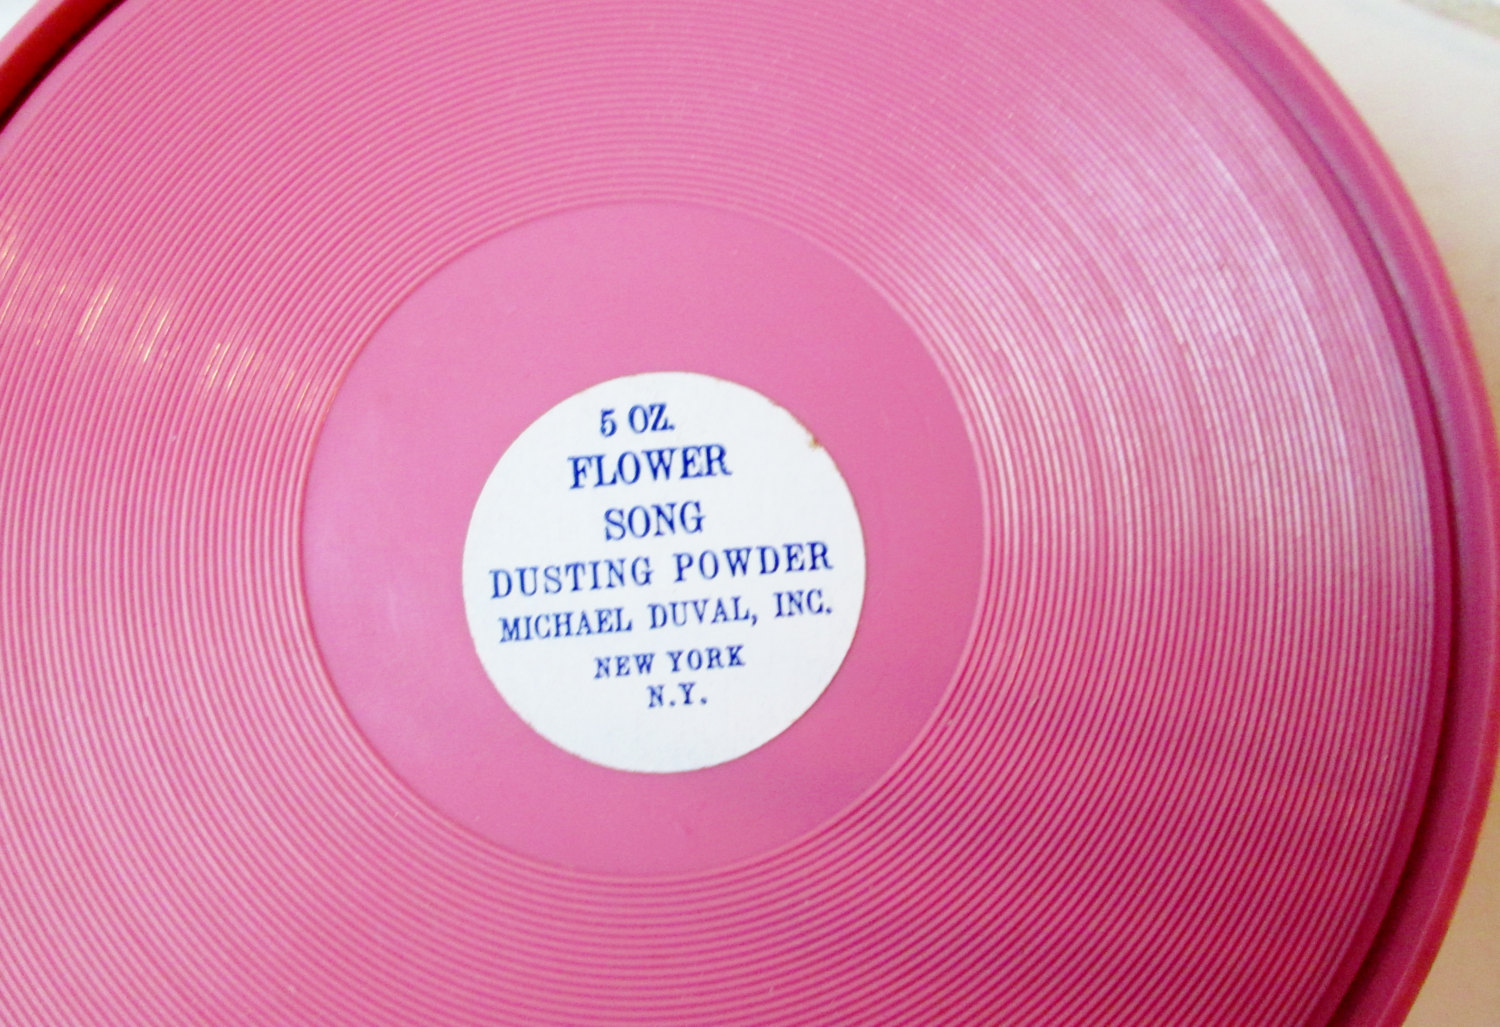 5 OZ.
FLOWER
SONG
DUSTING POWDER
MICHAEL DUVAL, INC.
NEW YORK
N.Y.